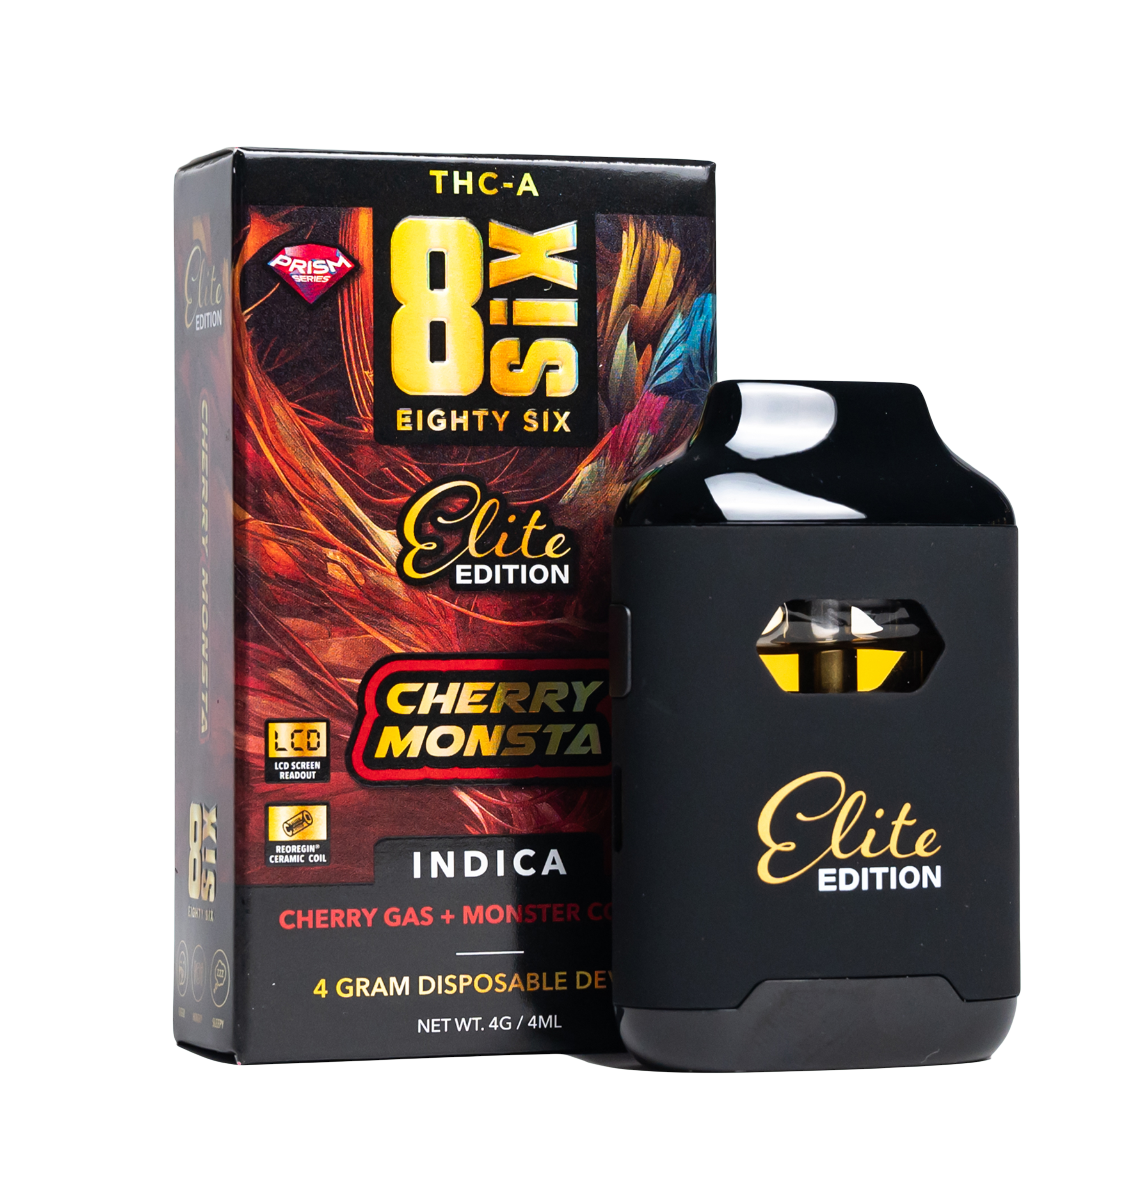 THC-A
PRISM
SERIES
8 SIX
EIGHTY SIX
Elite
EDITION
CHERRY
MONSTA
LCD
LCD SCREEN
READOUT
REOREGIN®
CERAMIC COIL
INDICA
CHERRY GAS + MONSTER CO
4 GRAM DISPOSABLE DEV
NET WT. 4G / 4ML
Elite
EDITION
CHERRY MONSTA
8 SIX
EIGHTY SIX
SLEEPY
Elite
EDITION